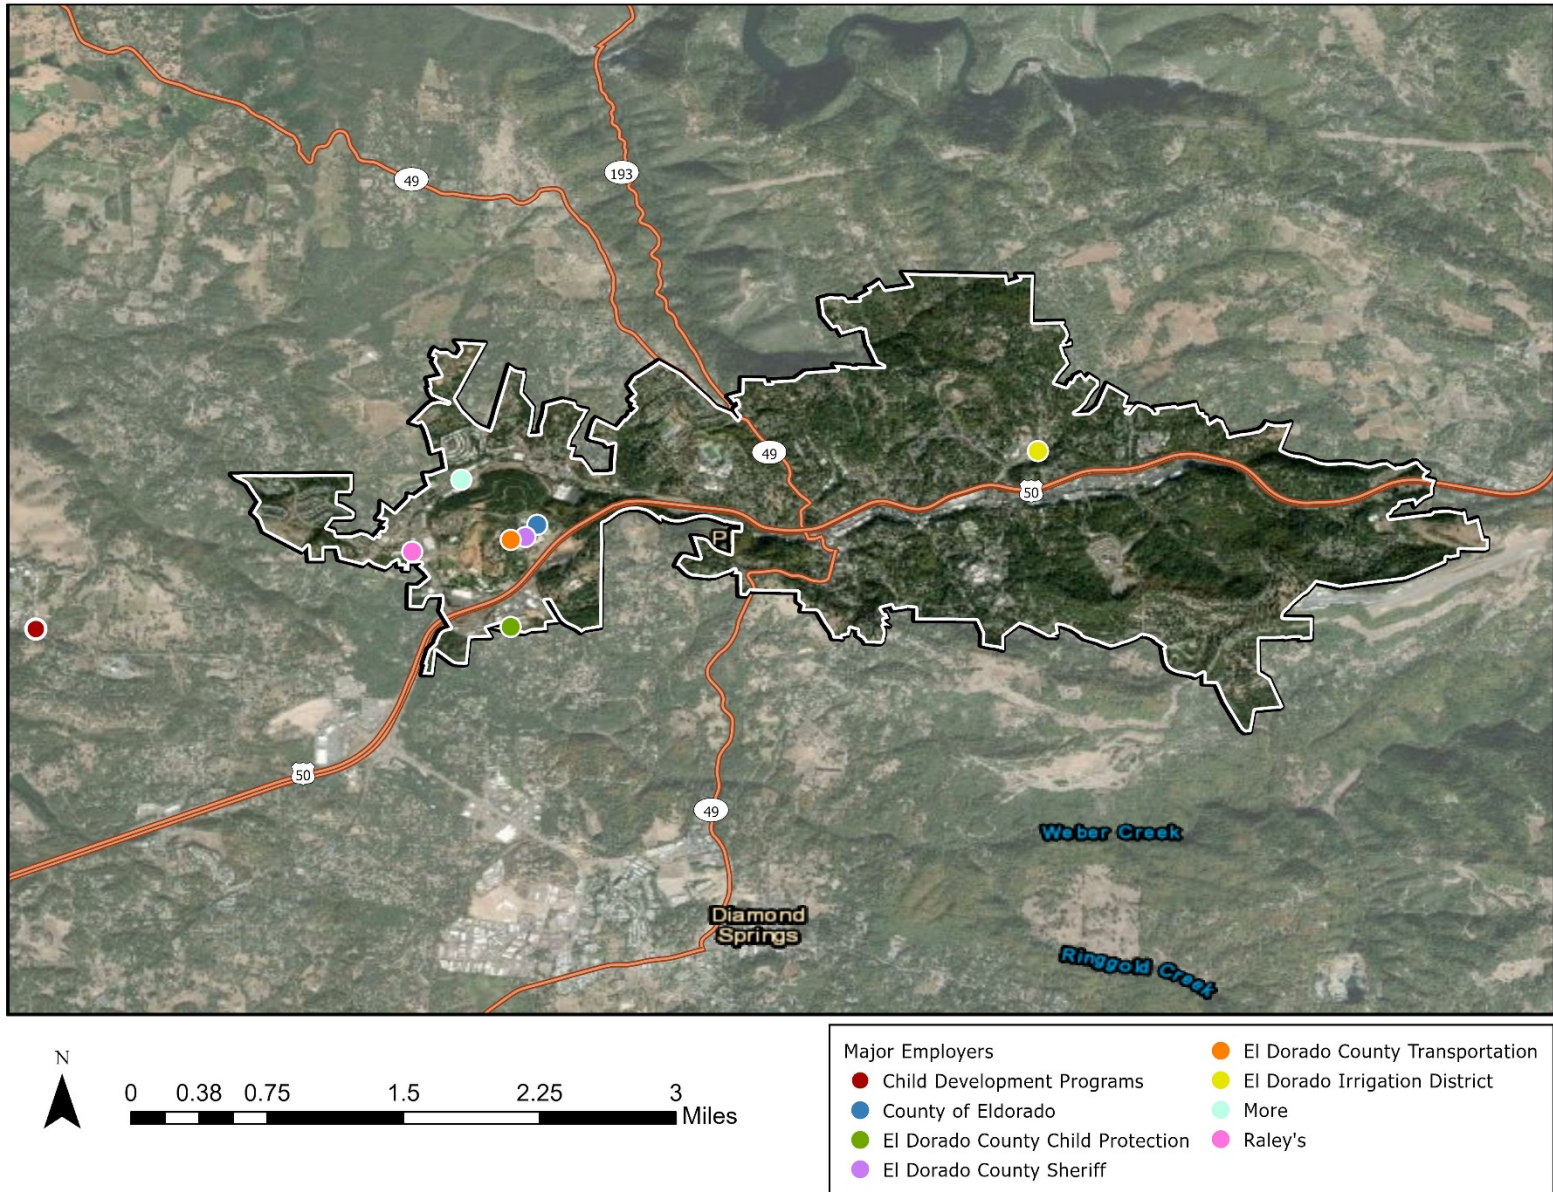 193
49
49
50
P
50
49
Weber Creek
Diamond
Springs
Ringgold Creek
N
0 0.38 0.75 1.5 2.25 3
Miles
Major Employers
Child Development Programs
County of Eldorado
El Dorado County Child Protection
El Dorado County Sheriff
El Dorado County Transportation
El Dorado Irrigation District
More
Raley's